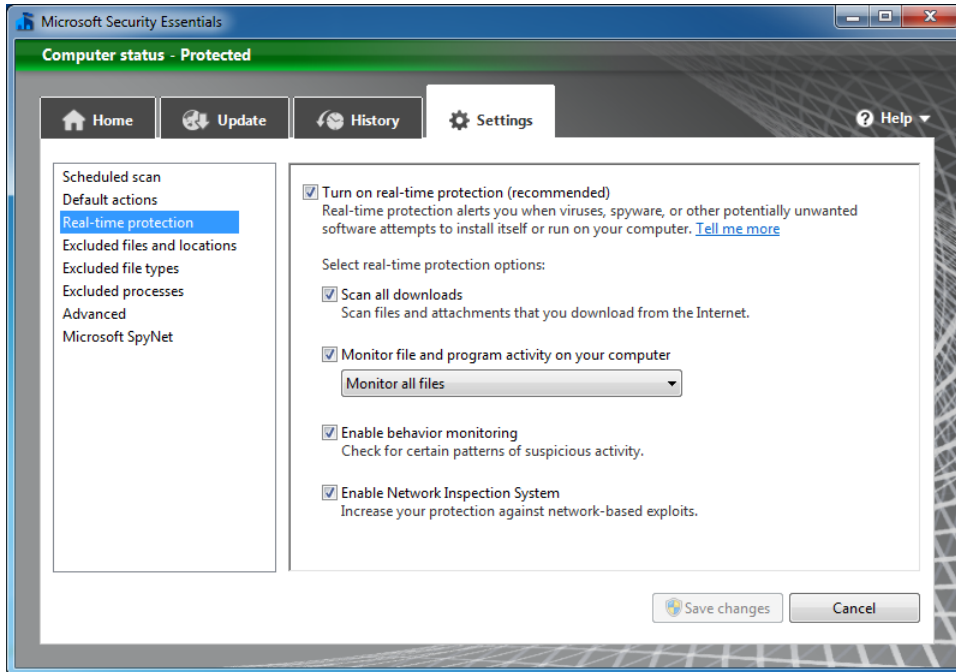 Microsoft Security Essentials
Computer status - Protected
Home
Update
History
Settings
Help
Scheduled scan
Default actions
Real-time protection
Excluded files and locations
Excluded file types
Excluded processes
Advanced
Microsoft SpyNet
Turn on real-time protection (recommended)
Real-time protection alerts you when viruses, spyware, or other potentially unwanted
software attempts to install itself or run on your computer. Tell me more
Select real-time protection options:
Scan all downloads
Scan files and attachments that you download from the Internet.
Monitor file and program activity on your computer
Monitor all files
Enable behavior monitoring
Check for certain patterns of suspicious activity.
Enable Network Inspection System
Increase your protection against network-based exploits.
Save changes
Cancel